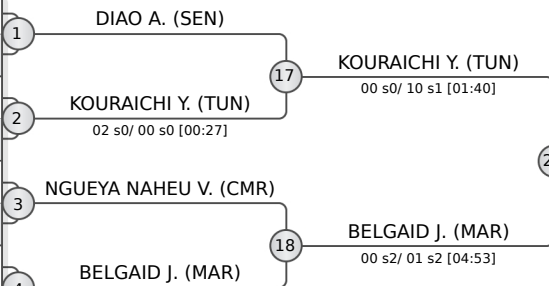 DIAO A. (SEN)
1
17
KOURAICHI Y. (TUN)
00 s0/ 10 s1 [01:40]
KOURAICHI Y. (TUN)
2
02 s0/ 00 s0 [00:27]
NGUEYA NAHEU V. (CMR)
3
18
BELGAID J. (MAR)
00 s2/ 01 s2 [04:53]
BELGAID J. (MAR)